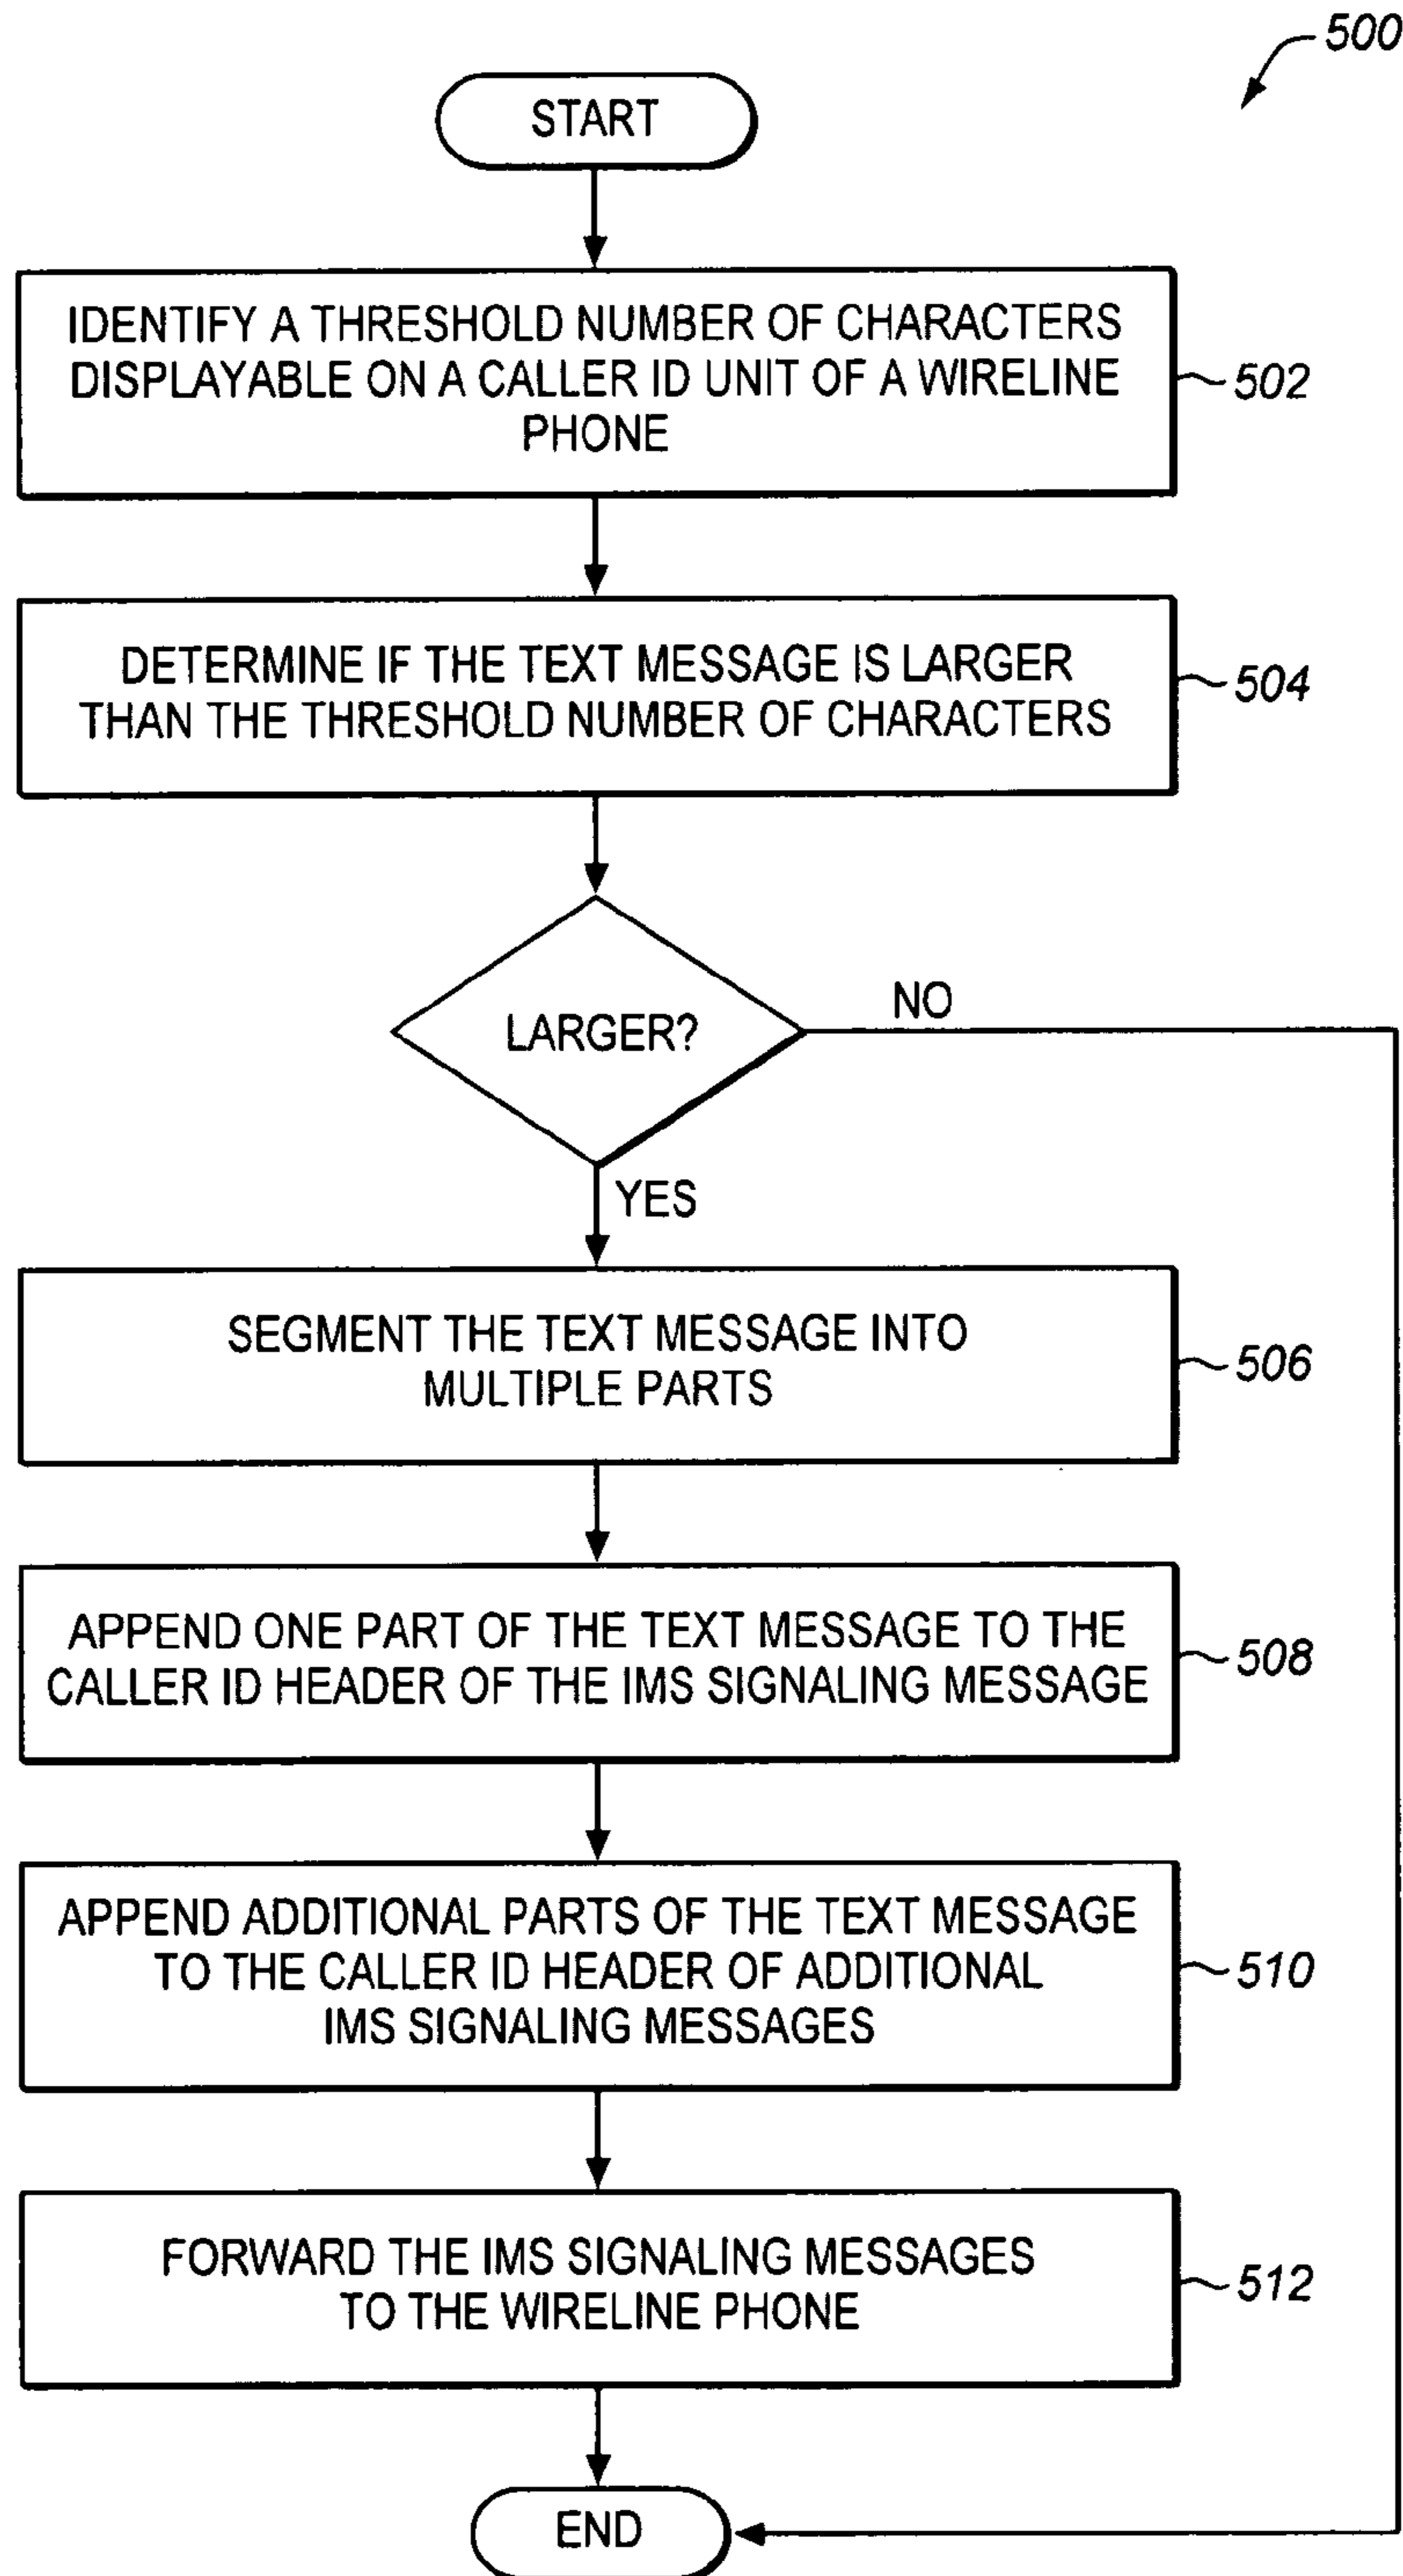 500
START
IDENTIFY A THRESHOLD NUMBER OF CHARACTERS
DISPLAYABLE ON A CALLER ID UNIT OF A WIRELINE
PHONE
502
DETERMINE IF THE TEXT MESSAGE IS LARGER
THAN THE THRESHOLD NUMBER OF CHARACTERS
504
LARGER?
NO
YES
SEGMENT THE TEXT MESSAGE INTO
MULTIPLE PARTS
506
APPEND ONE PART OF THE TEXT MESSAGE TO THE
CALLER ID HEADER OF THE IMS SIGNALING MESSAGE
508
APPEND ADDITIONAL PARTS OF THE TEXT MESSAGE
TO THE CALLER ID HEADER OF ADDITIONAL
IMS SIGNALING MESSAGES
510
FORWARD THE IMS SIGNALING MESSAGES
TO THE WIRELINE PHONE
512
END